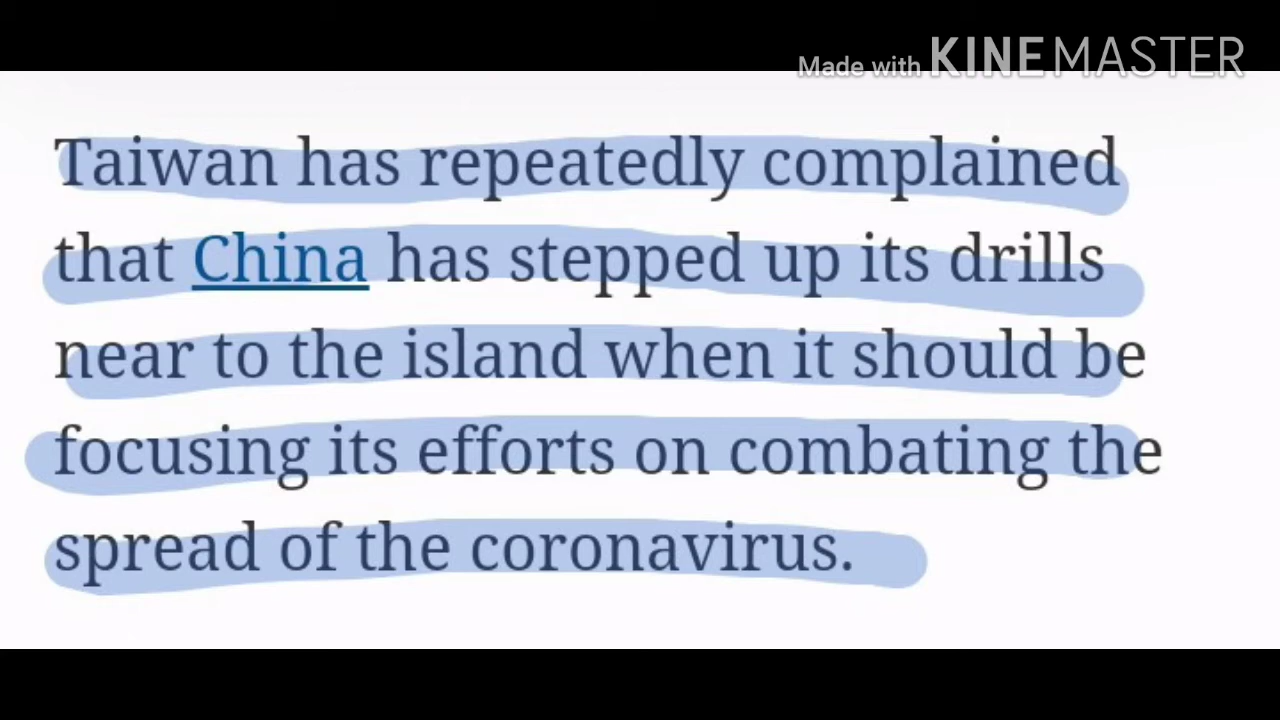 Made with KINEMASTER
Taiwan has repeatedly complained
that China has stepped up its drills
near to the island when it should be
focusing its efforts on combating the
spread of the coronavirus.